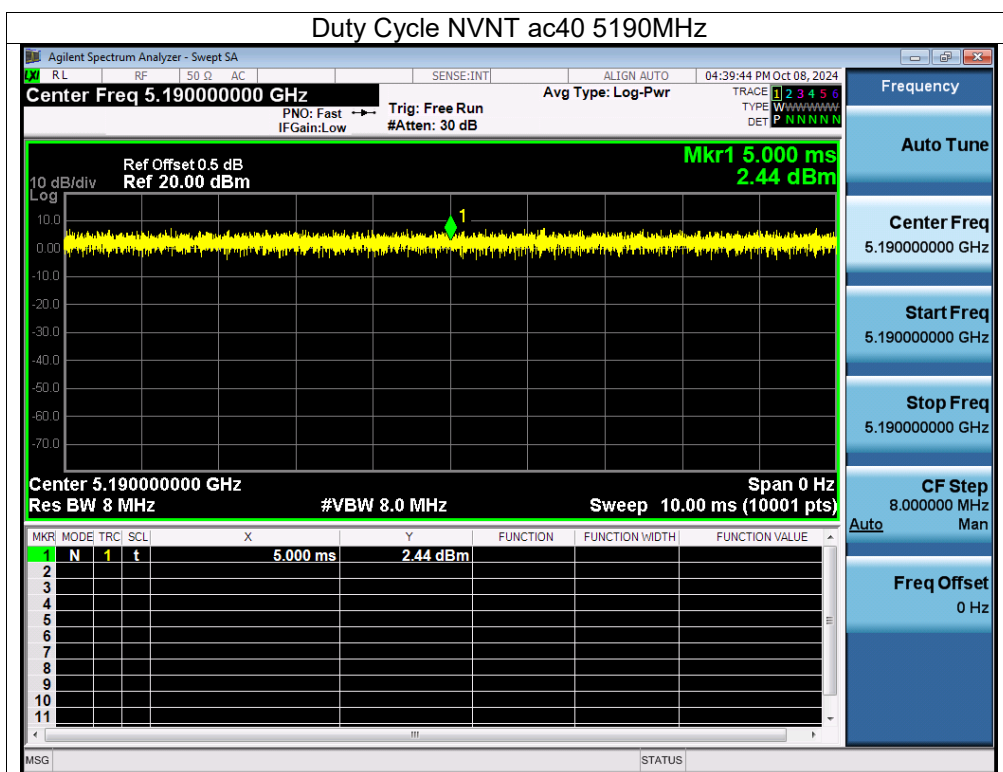 Duty Cycle NVNT ac40 5190MHz
Agilent Spectrum Analyzer - Swept SA
LXI RL RF 50 Ω AC SENSE:INT ALIGN AUTO 04:39:44 PM Oct 08, 2024
Center Freq 5.190000000 GHz Avg Type: Log-Pwr TRACE 1 2 3 4 5 6
PNO: Fast Trig: Free Run TYPE WWWWWW
IFGain:Low #Atten: 30 dB DET P N N N N N
Ref Offset 0.5 dB Mkr1 5.000 ms
10 dB/div Ref 20.00 dBm 2.44 dBm
Log
10.0
1
0.00
-10.0
-20.0
-30.0
-40.0
-50.0
-60.0
-70.0
Center 5.190000000 GHz Span 0 Hz
Res BW 8 MHz #VBW 8.0 MHz Sweep 10.00 ms (10001 pts)
MKR MODE TRC SCL X Y FUNCTION FUNCTION WIDTH FUNCTION VALUE
1 N 1 t 5.000 ms 2.44 dBm
2
3
4
5
6
7
8
9
10
11
MSG STATUS
Frequency
Auto Tune
Center Freq
5.190000000 GHz
Start Freq
5.190000000 GHz
Stop Freq
5.190000000 GHz
CF Step
8.000000 MHz
Auto Man
Freq Offset
0 Hz